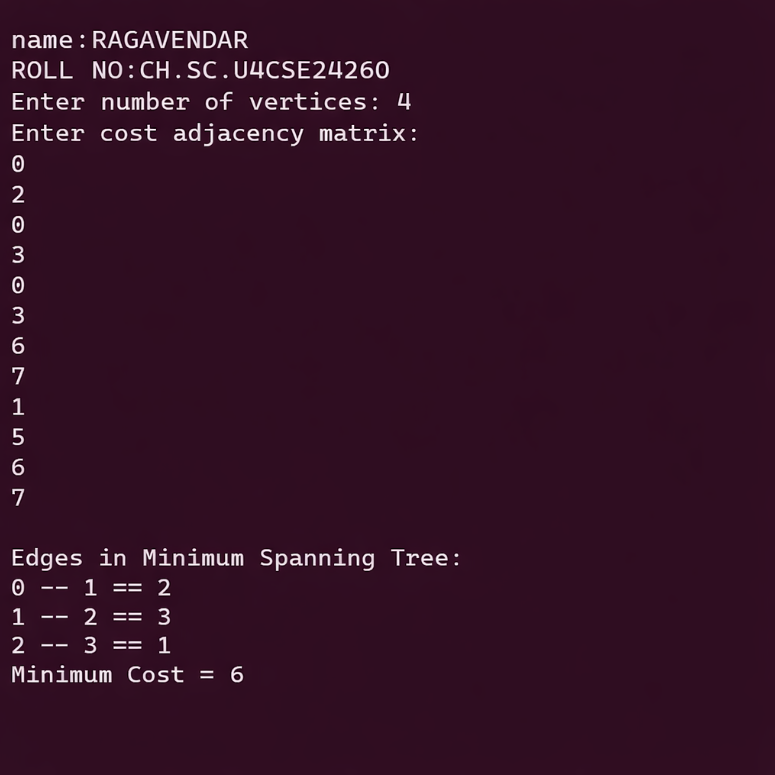 name:RAGAVENDAR
ROLL NO:CH.SC.U4CSE24260
Enter number of vertices: 4
Enter cost adjacency matrix:
0
2
0
3
0
3
6
7
1
5
6
7
Edges in Minimum Spanning Tree:
0 -- 1 == 2
1 -- 2 == 3
2 -- 3 == 1
Minimum Cost = 6